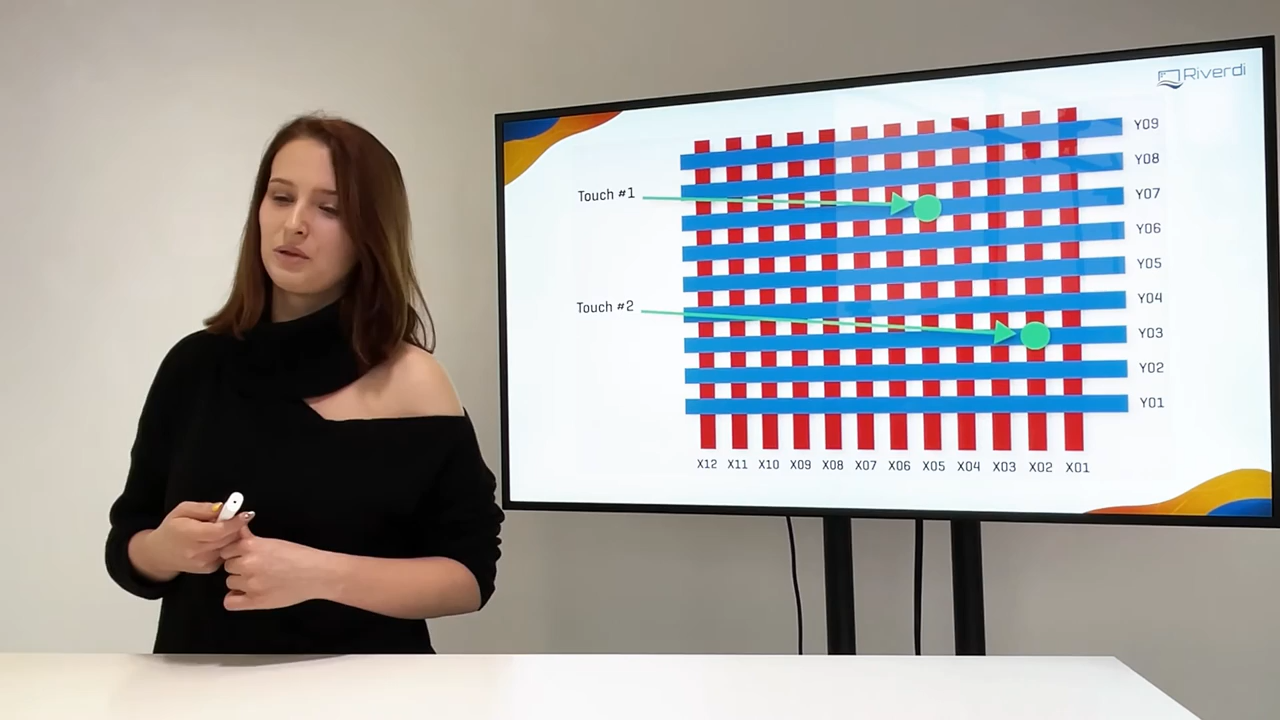 Riverdi
Y09
Y08
Touch #1
Y07
Y06
Y05
Y04
Touch #2
Y03
Y02
Y01
X12 X11 X10 X09 X08 X07 X06 X05 X04 X03 X02 X01